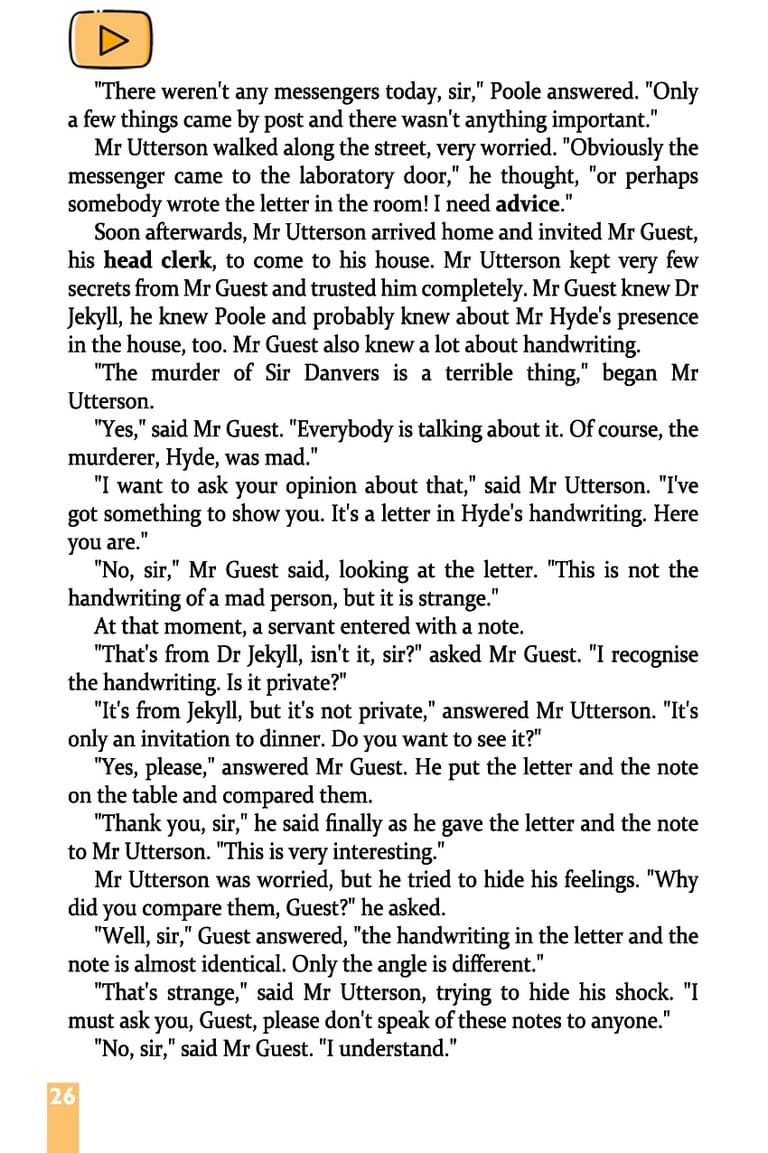 "There weren't any messengers today, sir," Poole answered. "Only
a few things came by post and there wasn't anything important."
Mr Utterson walked along the street, very worried. "Obviously the
messenger came to the laboratory door," he thought, "or perhaps
somebody wrote the letter in the room! I need advice."
Soon afterwards, Mr Utterson arrived home and invited Mr Guest,
his head clerk, to come to his house. Mr Utterson kept very few
secrets from Mr Guest and trusted him completely. Mr Guest knew Dr
Jekyll, he knew Poole and probably knew about Mr Hyde's presence
in the house, too. Mr Guest also knew a lot about handwriting.
"The murder of Sir Danvers is a terrible thing," began Mr
Utterson.
"Yes," said Mr Guest. "Everybody is talking about it. Of course, the
murderer, Hyde, was mad."
"I want to ask your opinion about that," said Mr Utterson. "I've
got something to show you. It's a letter in Hyde's handwriting. Here
you are."
"No, sir," Mr Guest said, looking at the letter. "This is not the
handwriting of a mad person, but it is strange."
At that moment, a servant entered with a note.
"That's from Dr Jekyll, isn't it, sir?" asked Mr Guest. "I recognise
the handwriting. Is it private?"
"It's from Jekyll, but it's not private," answered Mr Utterson. "It's
only an invitation to dinner. Do you want to see it?"
"Yes, please," answered Mr Guest. He put the letter and the note
on the table and compared them.
"Thank you, sir," he said finally as he gave the letter and the note
to Mr Utterson. "This is very interesting."
Mr Utterson was worried, but he tried to hide his feelings. "Why
did you compare them, Guest?" he asked.
"Well, sir," Guest answered, "the handwriting in the letter and the
note is almost identical. Only the angle is different."
"That's strange," said Mr Utterson, trying to hide his shock. "I
must ask you, Guest, please don't speak of these notes to anyone."
"No, sir," said Mr Guest. "I understand."
26